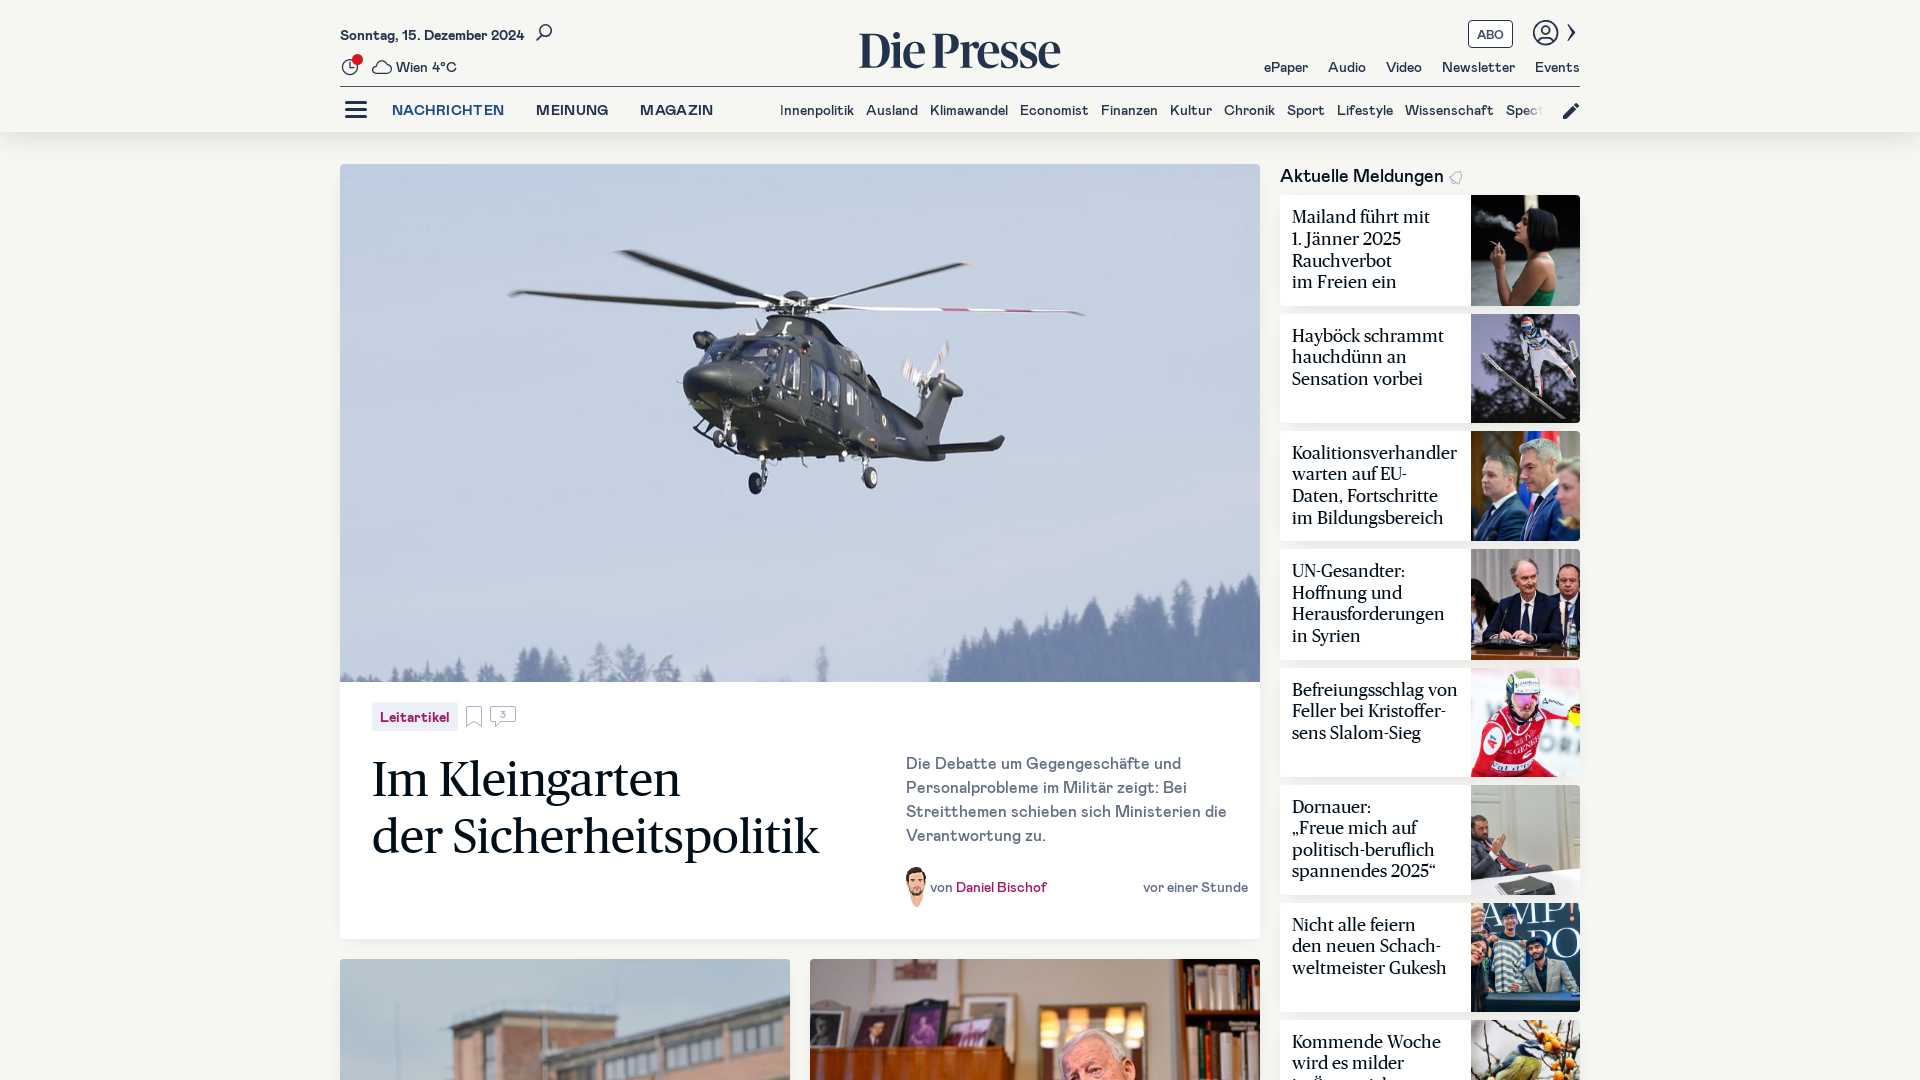 Sonntag, 15. Dezember 2024
Die Presse
ABO
Wien 4°C
ePaper Audio Video Newsletter Events
NACHRICHTEN MEINUNG MAGAZIN Innenpolitik Ausland Klimawandel Economist Finanzen Kultur Chronik Sport Lifestyle Wissenschaft Spect
Leitartikel
3
Im Kleingarten
der Sicherheitspolitik
Die Debatte um Gegengeschäfte und
Personalprobleme im Militär zeigt: Bei
Streitthemen schieben sich Ministerien die
Verantwortung zu.
von Daniel Bischof
vor einer Stunde
Aktuelle Meldungen
Mailand führt mit
1. Jänner 2025
Rauchverbot
im Freien ein
Hayböck schrammt
hauchdünn an
Sensation vorbei
Koalitionsverhandler
warten auf EU-
Daten, Fortschritte
im Bildungsbereich
UN-Gesandter:
Hoffnung und
Herausforderungen
in Syrien
Befreiungsschlag von
Feller bei Kristoffer-
sens Slalom-Sieg
Dornauer:
„Freue mich auf
politisch-beruflich
spannendes 2025“
Nicht alle feiern
den neuen Schach-
weltmeister Gukesh
Kommende Woche
wird es milder